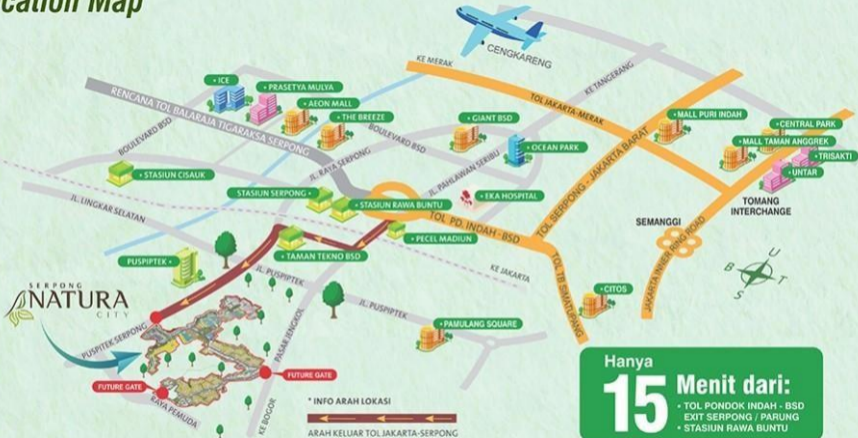 cation Map
CENGKARENG
KE MERAK
TOL JAKARTA-MERAK
KE TANGERANG
• ICE
• PRASETYA MULYA
• AEON MALL
• THE BREEZE
RENCANA TOL BALARAJA TIGARAKSA SERPONG
BOULEVARD BSD
BOULEVARD BSD
• GIANT BSD
• OCEAN PARK
• MALL PURI INDAH
• CENTRAL PARK
• MALL TAMAN ANGGREK
• TRISAKTI
• UNTAR
TOMANG
INTERCHANGE
TOL SERPONG - JAKARTA BARAT
JL. RAYA SERPONG
JL. PAHLAWAN SERIBU
• STASIUN CISAUK
STASIUN SERPONG •
• STASIUN RAWA BUNTU
• EKA HOSPITAL
JL. LINGKAR SELATAN
TOL PD. INDAH - BSD
SEMANGGI
JAKARTA INNER RING ROAD
• PECEL MADIUN
• TAMAN TEKNO BSD
PUSPIPTEK •
KE JAKARTA
TOL TB SIMATUPANG
U
T
B
S
• CITOS
JL. PUSPIPTEK
JL. PUSPIPTEK
SERPONG
NATURA
CITY
PUSPITEK SERPONG
PASAR JENGKOL
• PAMULANG SQUARE
FUTURE GATE
FUTURE GATE
RAYA PEMUDA
KE BOGOR
* INFO ARAH LOKASI
ARAH KELUAR TOL JAKARTA-SERPONG
Hanya
15 Menit dari:
• TOL PONDOK INDAH - BSD
EXIT SERPONG / PARUNG
• STASIUN RAWA BUNTU